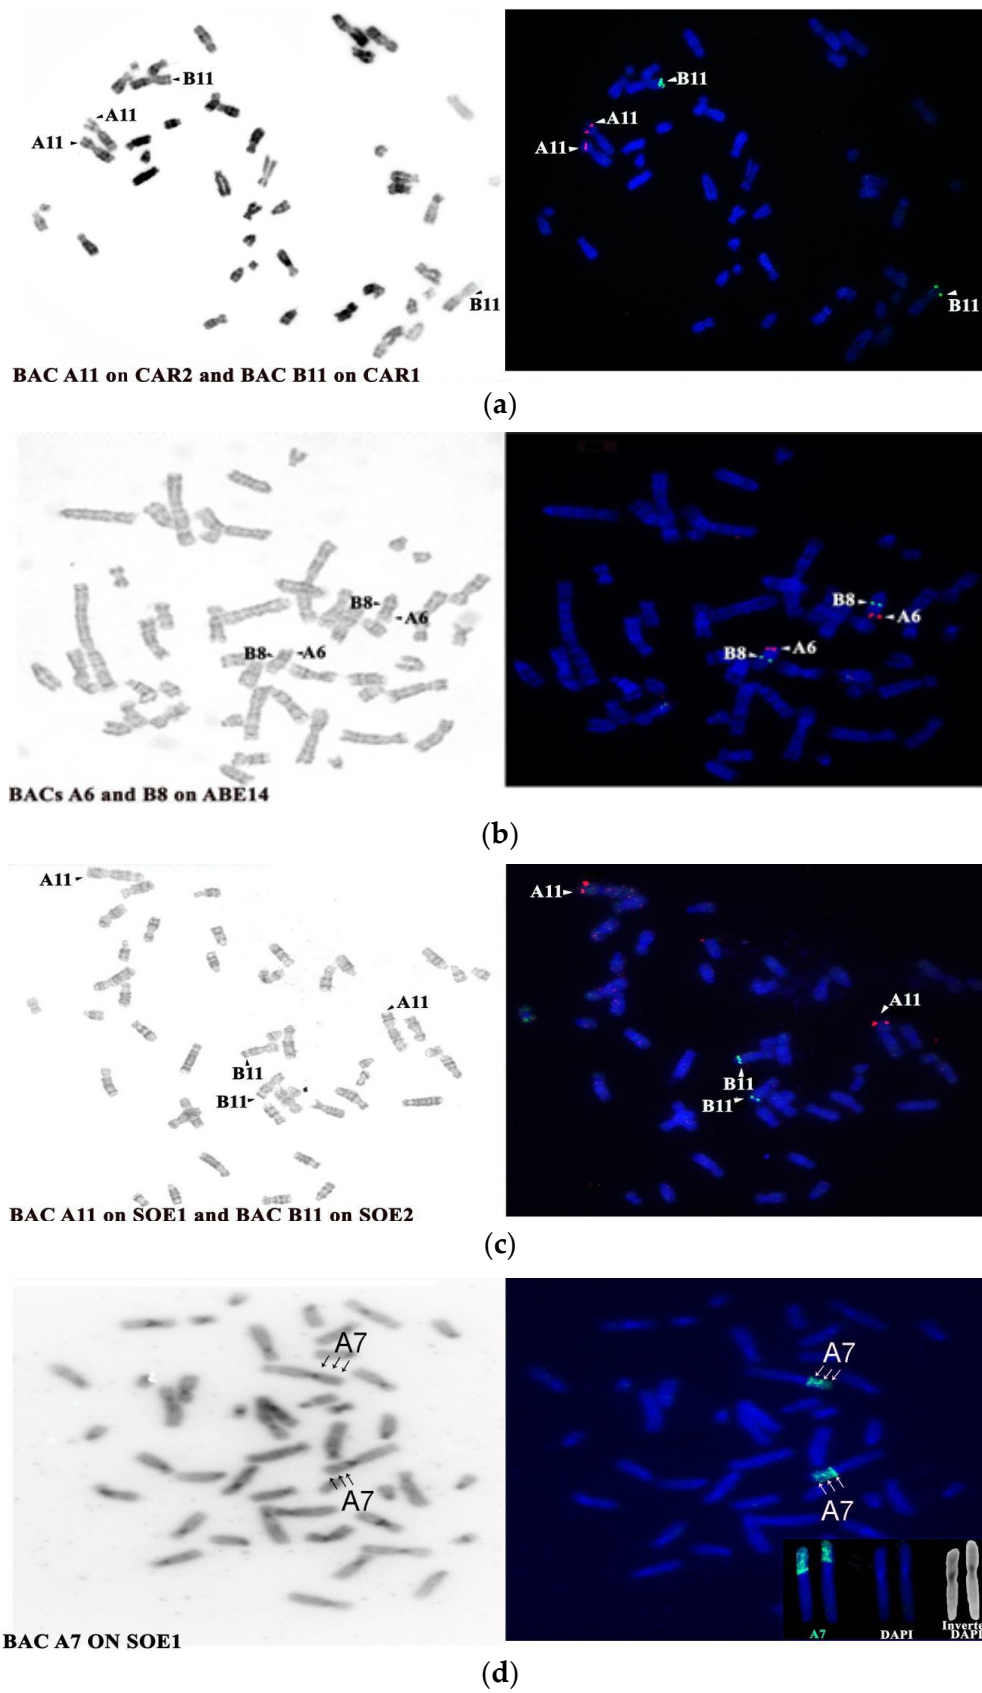 B11
B11
A11
A11
A11
A11
B11
B11
BAC A11 on CAR2 and BAC B11 on CAR1
(a)
B8
A6
B8
A6
B8
A6
B8
A6
BACs A6 and B8 on ABE14
(b)
A11
A11
A11
A11
B11
B11
B11
B11
BAC A11 on SOE1 and BAC B11 on SOE2
(c)
A7
A7
A7
A7
A7
DAPI
Inverte
DAPI
BAC A7 ON SOE1
(d)